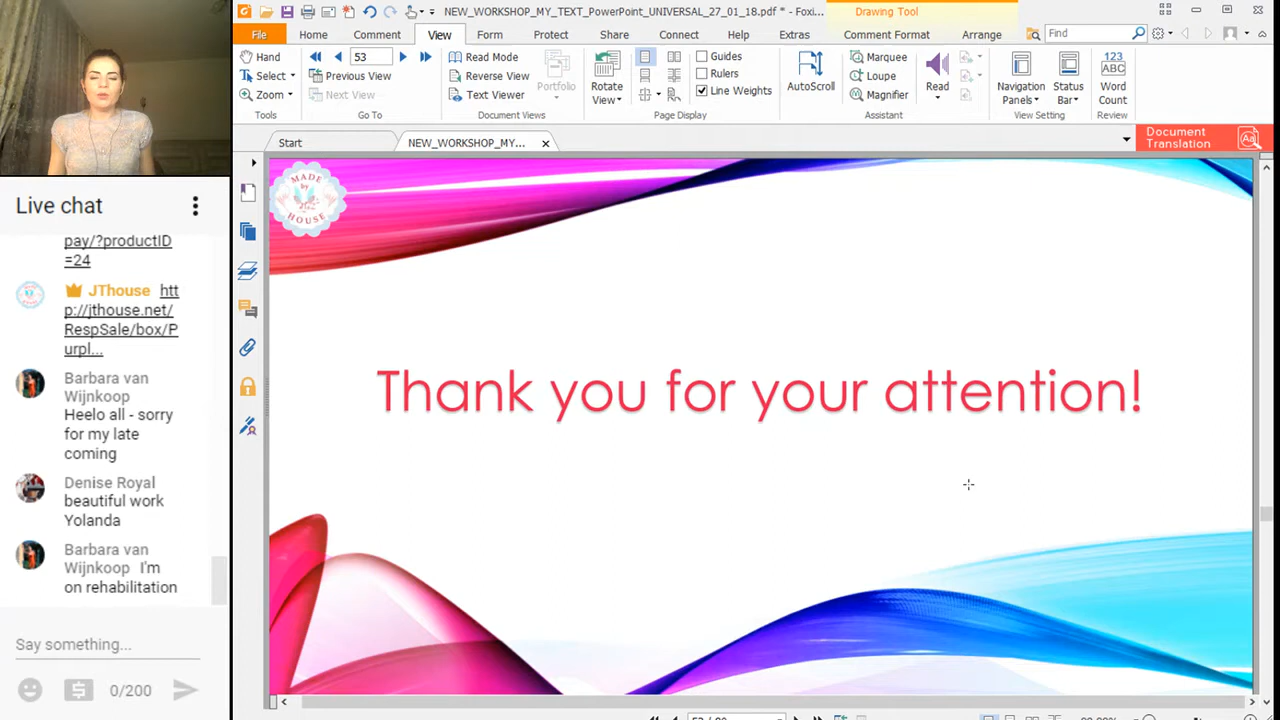 NEW_WORKSHOP_MY_TEXT_PowerPoint_UNIVERSAL_27_01_18.pdf * - Foxi...
Drawing Tool
File
Home
Comment
View
Form
Protect
Share
Connect
Help
Extras
Comment Format
Arrange
Find
Hand
Select
Zoom
Tools
53
Previous View
Next View
Go To
Read Mode
Reverse View
Text Viewer
Document Views
Portfolio
Rotate
View
Guides
Rulers
Line Weights
Page Display
AutoScroll
Marquee
Loupe
Magnifier
Assistant
Read
Navigation
Panels
Status
Bar
View Setting
123
ABC
Word
Count
Review
Start
NEW_WORKSHOP_MY...
Document
Translation
Live chat
pay/?productID
=24
JThouse htt
p://jthouse.net/
RespSale/box/P
urpl...
Barbara van
Wijnkoop
Heelo all - sorry
for my late
coming
Denise Royal
beautiful work
Yolanda
Barbara van
Wijnkoop I'm
on rehabilitation
Say something...
0/200
MADE
by
HOUSE
Thank you for your attention!